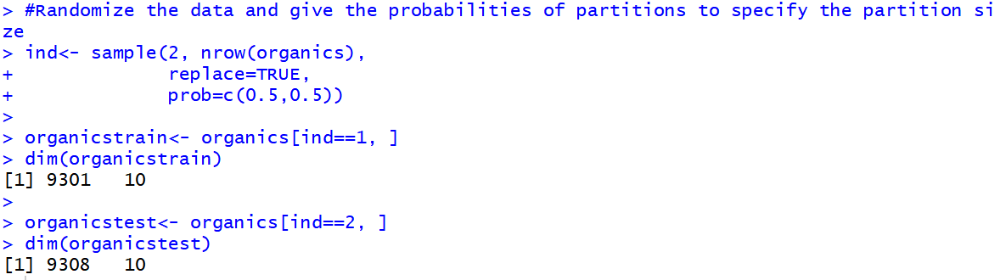 > #Randomize the data and give the probabilities of partitions to specify the partition si
ze
> ind<- sample(2, nrow(organics),
+              replace=TRUE,
+              prob=c(0.5,0.5))
>
> organicstrain<- organics[ind==1, ]
> dim(organicstrain)
[1] 9301   10
>
> organicstest<- organics[ind==2, ]
> dim(organicstest)
[1] 9308   10